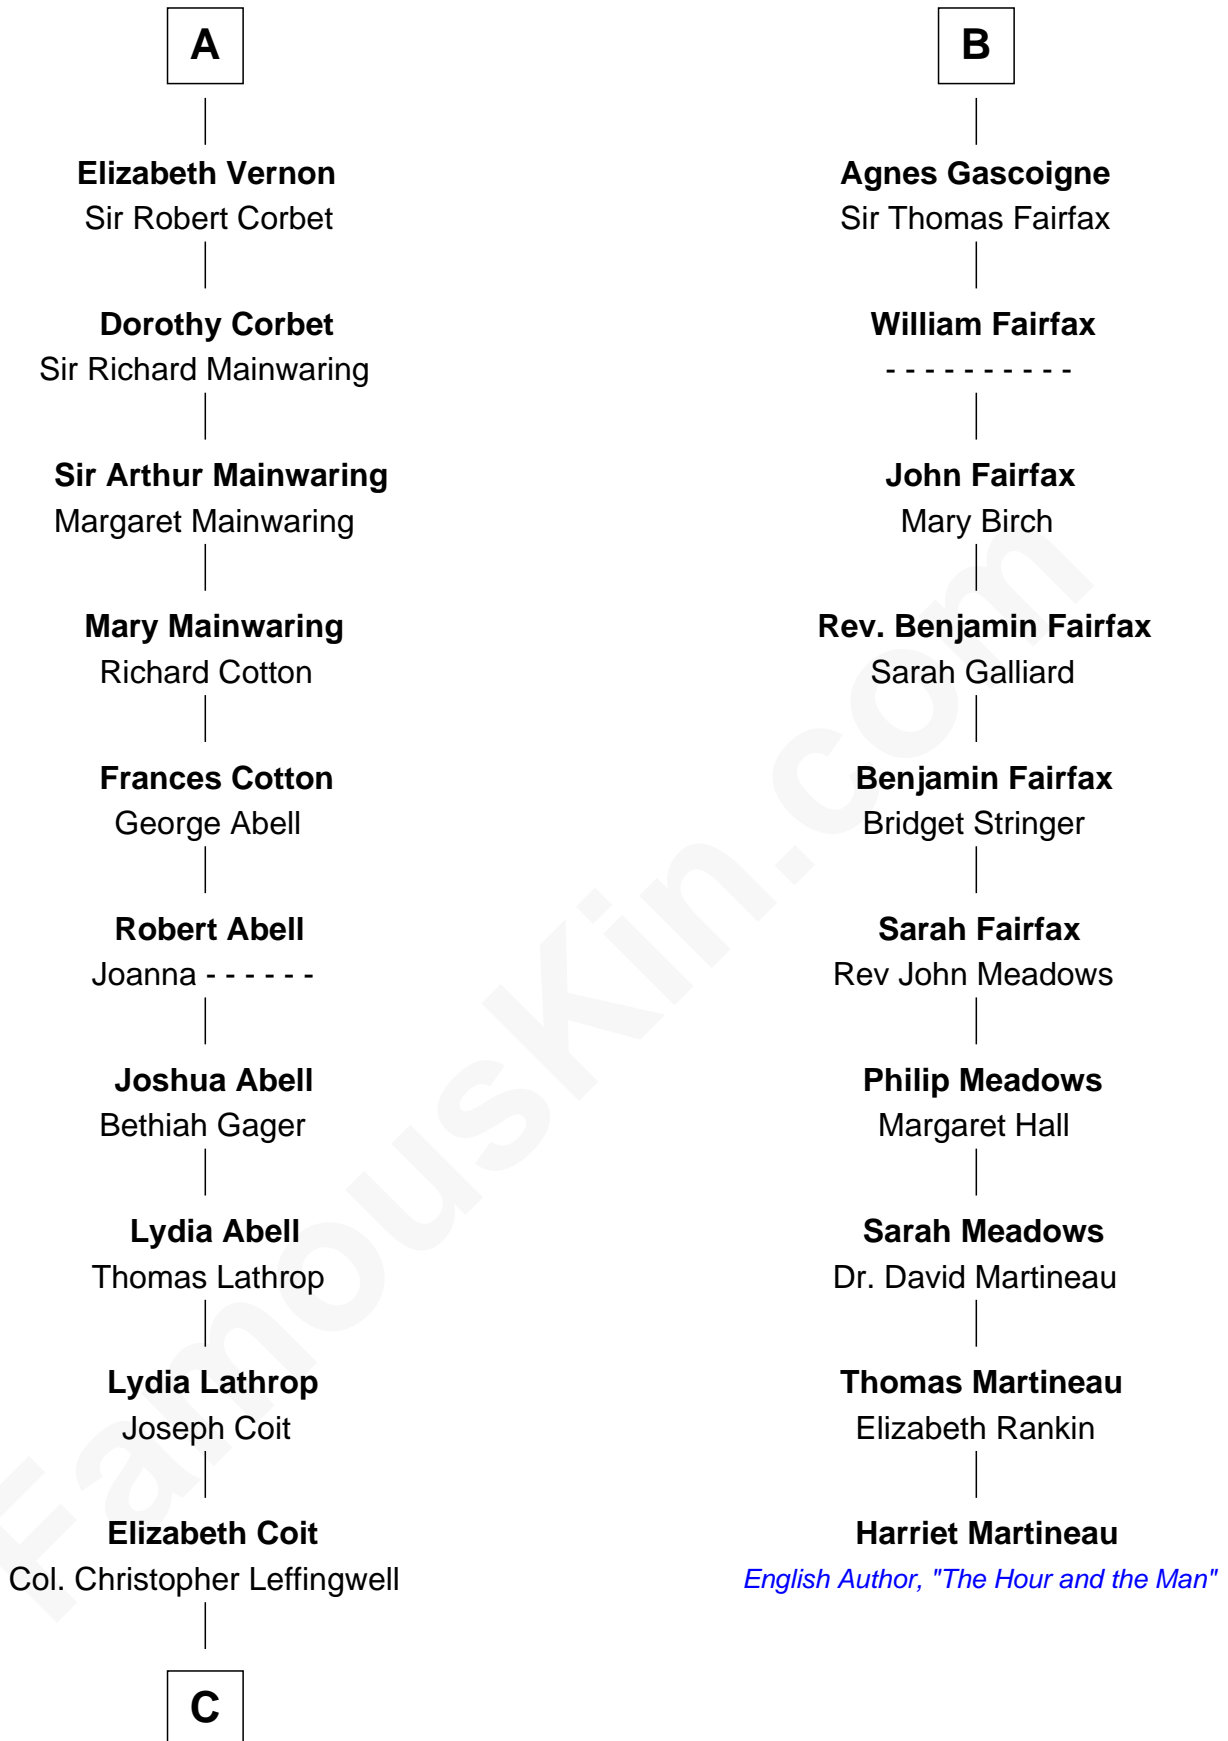 A
Elizabeth Vernon
Sir Robert Corbet
Dorothy Corbet
Sir Richard Mainwaring
Sir Arthur Mainwaring
Margaret Mainwaring
Mary Mainwaring
Richard Cotton
Frances Cotton
George Abell
Robert Abell
Joanna - - - - - -
Joshua Abell
Bethiah Gager
Lydia Abell
Thomas Lathrop
Lydia Lathrop
Joseph Coit
Elizabeth Coit
Col. Christopher Leffingwell
C
B
Agnes Gascoigne
Sir Thomas Fairfax
William Fairfax
- - - - - - - - - -
John Fairfax
Mary Birch
Rev. Benjamin Fairfax
Sarah Galliard
Benjamin Fairfax
Bridget Stringer
Sarah Fairfax
Rev John Meadows
Philip Meadows
Margaret Hall
Sarah Meadows
Dr. David Martineau
Thomas Martineau
Elizabeth Rankin
Harriet Martineau
English Author, "The Hour and the Man"
FamousKin.com